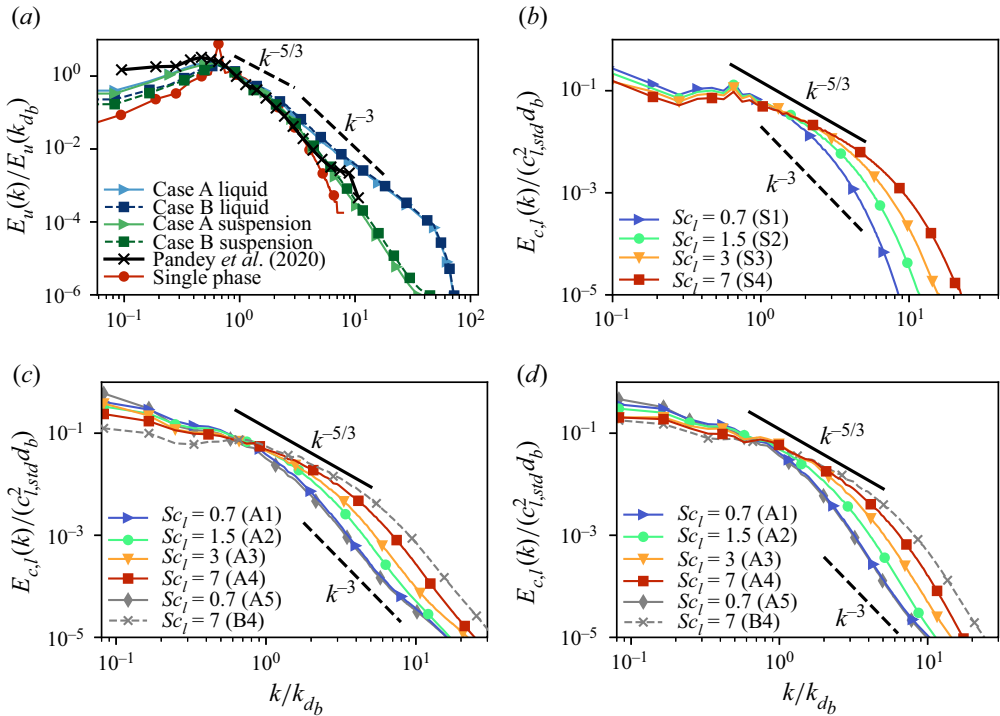 (a)
10^0
10^−2
10^−4
10^−6
E_u(k)/E_u(k_{d_b})
k^−5/3
k^−3
Case A liquid
Case B liquid
Case A suspension
Case B suspension
Pandey et al. (2020)
Single phase
10^−1
10^0
10^1
10^2
(b)
10^−1
10^−3
10^−5
E_{c,l}(k)/(c^2_{l,std}d_b)
k^−5/3
k^−3
Sc_l = 0.7 (S1)
Sc_l = 1.5 (S2)
Sc_l = 3 (S3)
Sc_l = 7 (S4)
10^−1
10^0
10^1
(c)
10^−1
10^−3
10^−5
E_{c,l}(k)/(c^2_{l,std}d_b)
k^−5/3
k^−3
Sc_l = 0.7 (A1)
Sc_l = 1.5 (A2)
Sc_l = 3 (A3)
Sc_l = 7 (A4)
Sc_l = 0.7 (A5)
Sc_l = 7 (B4)
10^−1
10^0
10^1
k/k_{d_b}
(d)
10^−1
10^−3
10^−5
E_{c,l}(k)/(c^2_{l,std}d_b)
k^−5/3
k^−3
Sc_l = 0.7 (A1)
Sc_l = 1.5 (A2)
Sc_l = 3 (A3)
Sc_l = 7 (A4)
Sc_l = 0.7 (A5)
Sc_l = 7 (B4)
10^−1
10^0
10^1
k/k_{d_b}